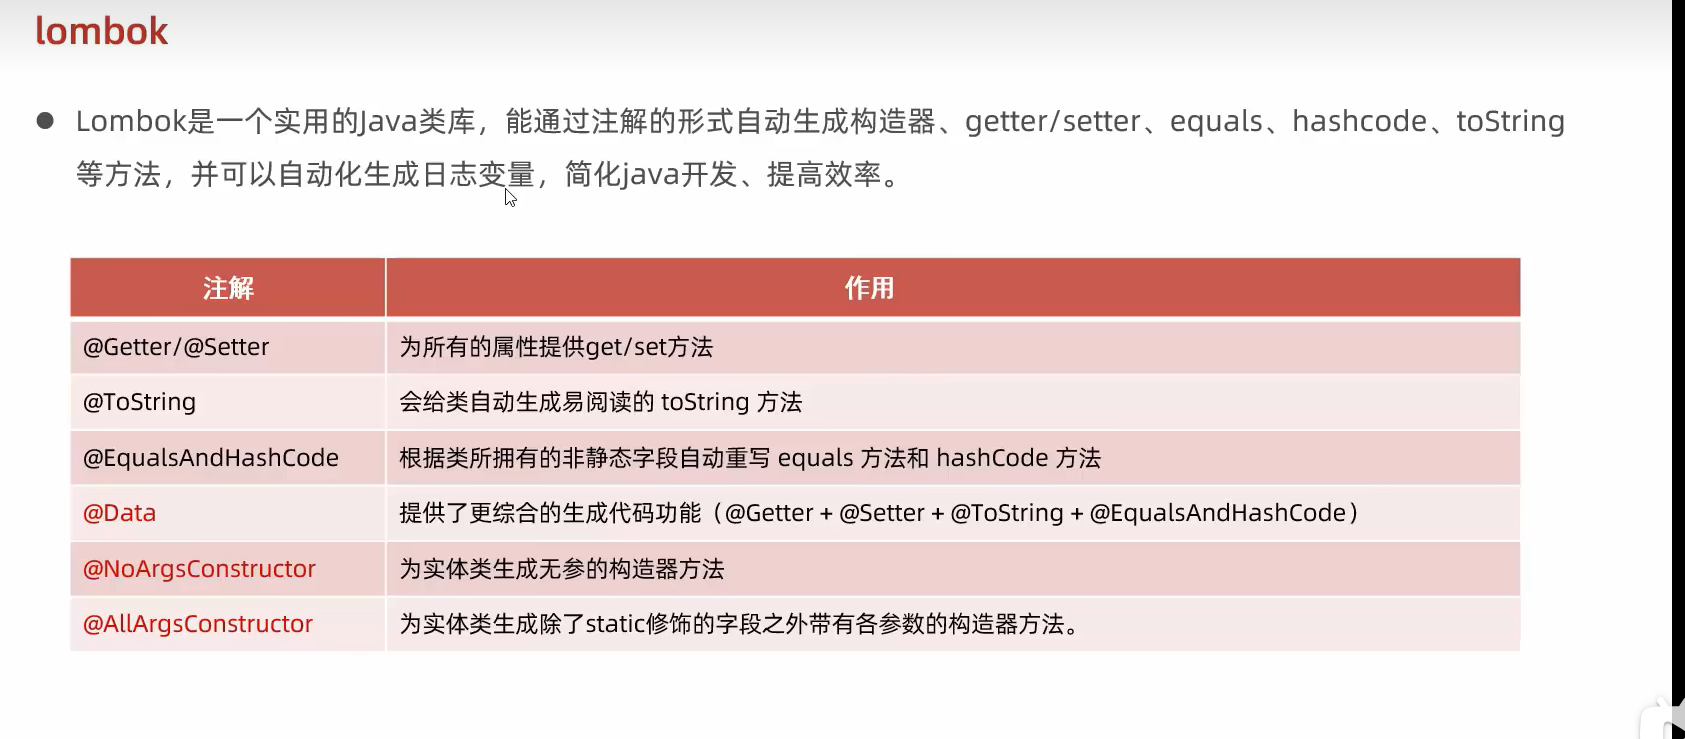 lombok
● Lombok是一个实用的Java类库，能通过注解的形式自动生成构造器、getter/setter、equals、hashcode、toString
等方法，并可以自动化生成日志变量，简化java开发、提高效率。
注解 作用
@Getter/@Setter 为所有的属性提供get/set方法
@ToString 会给类自动生成易阅读的 toString 方法
@EqualsAndHashCode 根据类所拥有的非静态字段自动重写 equals 方法和 hashCode 方法
@Data 提供了更综合的生成代码功能（@Getter + @Setter + @ToString + @EqualsAndHashCode）
@NoArgsConstructor 为实体类生成无参的构造器方法
@AllArgsConstructor 为实体类生成除了static修饰的字段之外带有各参数的构造器方法。